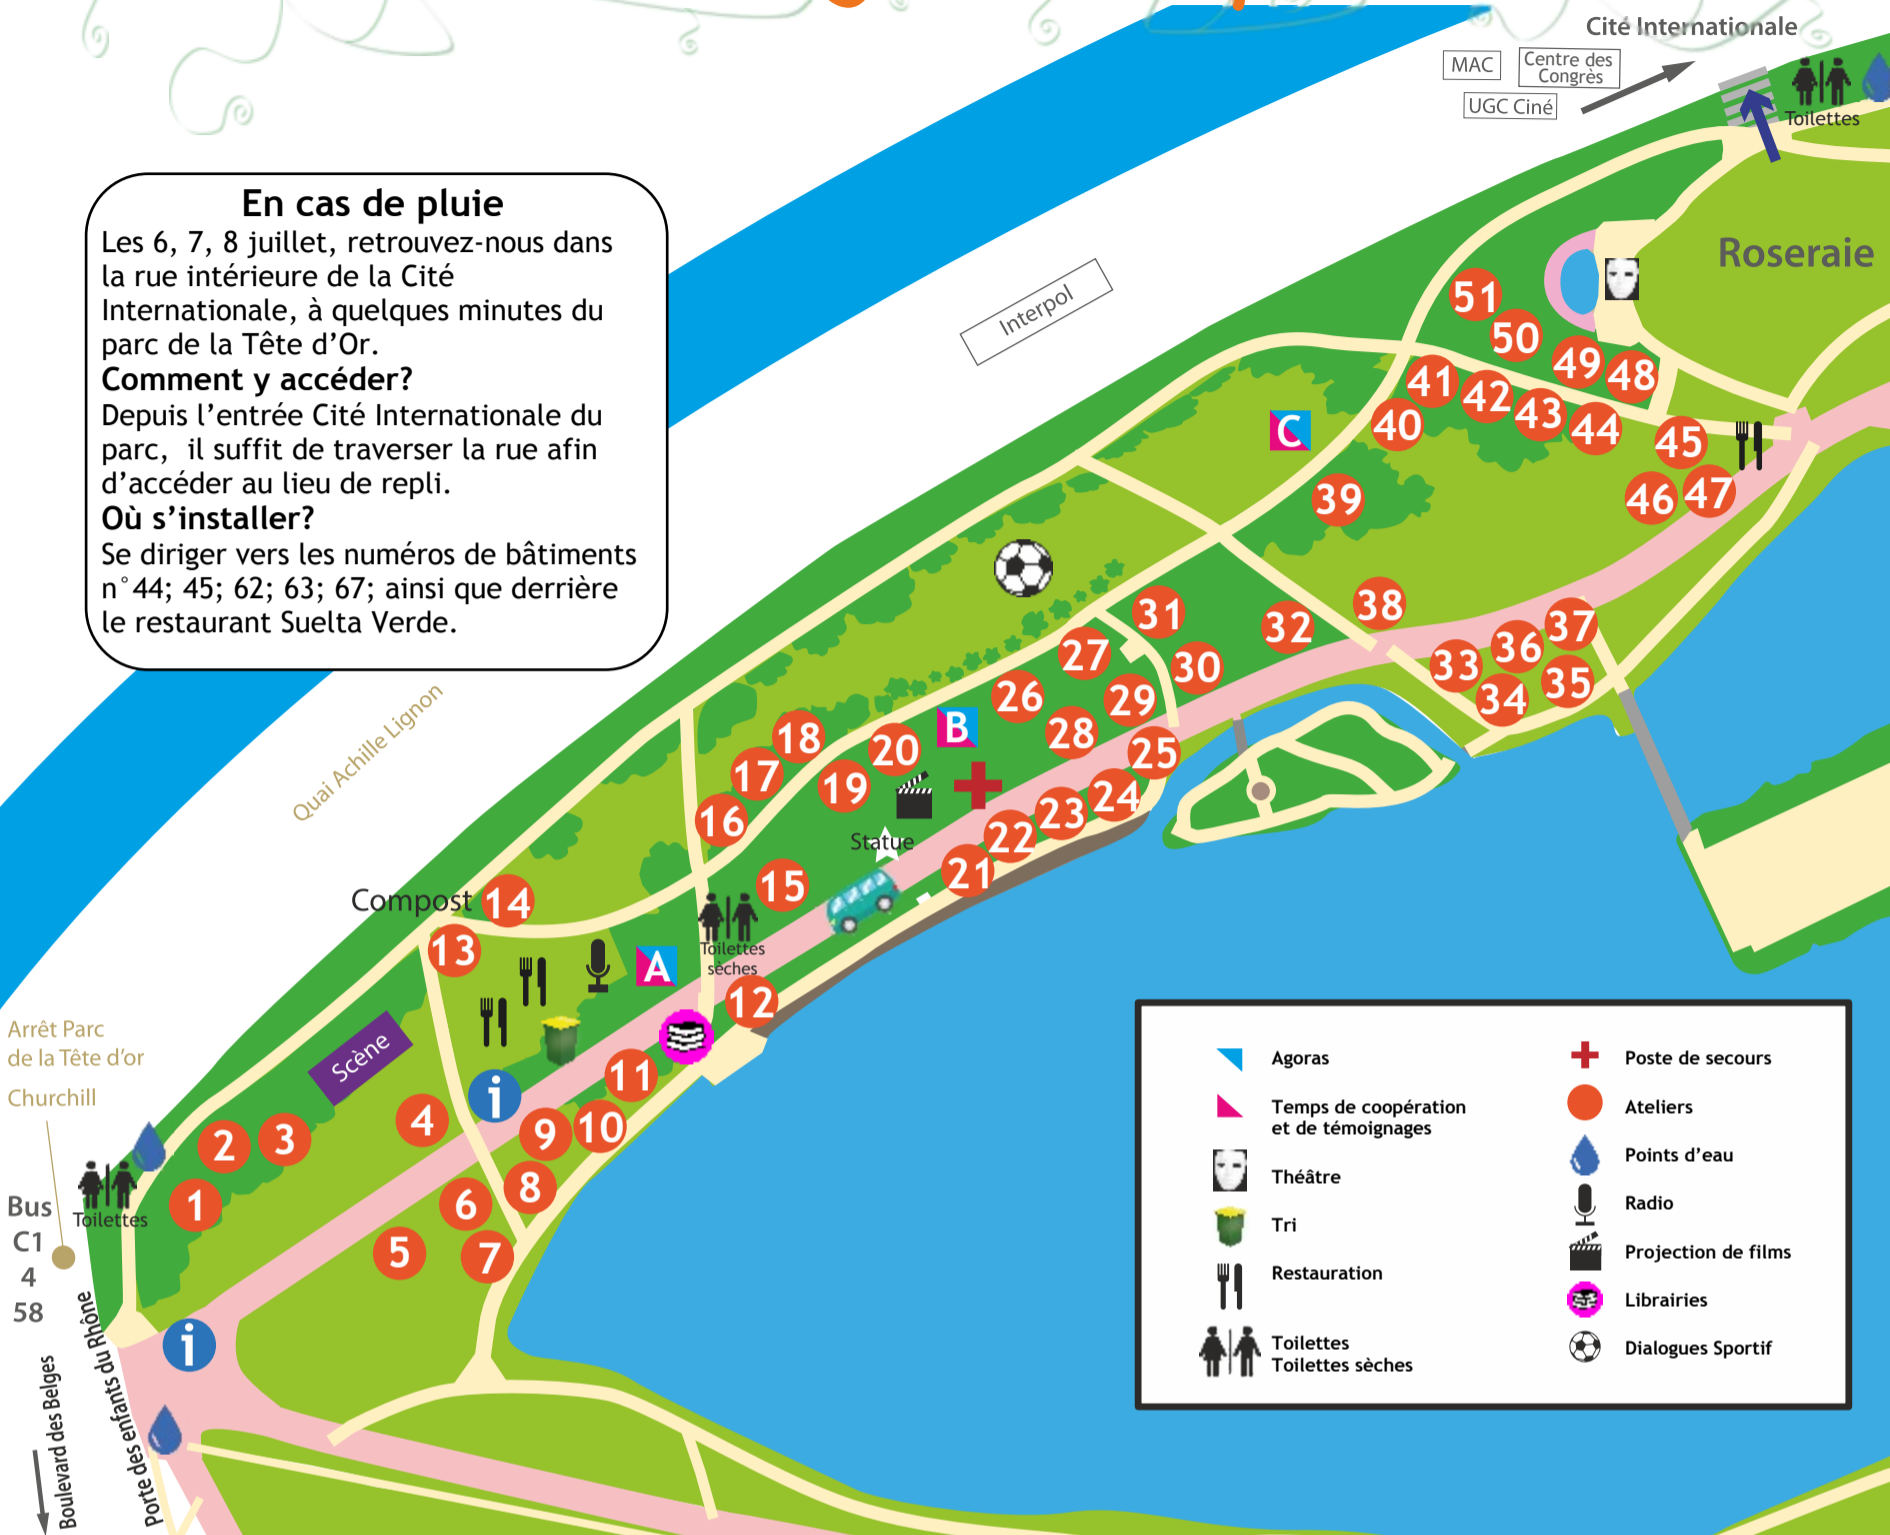 Cité Internationale
MAC
Centre des
Congrès
UGC Ciné
Toilettes
En cas de pluie
Les 6, 7, 8 juillet, retrouvez-nous dans
la rue intérieure de la Cité
Internationale, à quelques minutes du
parc de la Tête d'Or.
Comment y accéder?
Depuis l'entrée Cité Internationale du
parc, il suffit de traverser la rue afin
d'accéder au lieu de repli.
Où s'installer?
Se diriger vers les numéros de bâtiments
n°44; 45; 62; 63; 67; ainsi que derrière
le restaurant Suelta Verde.
Roseraie
Interpol
51
50
49
48
41
42
43
44
40
C
45
46
47
39
38
31
32
37
36
33
35
34
27
30
26
29
B
28
25
18
20
17
19
24
16
23
22
21
Statue
15
Quai Achille Lignon
Compost
14
13
A
Toilettes
sèches
12
Scène
i
11
4
9
10
8
6
5
7
2
3
1
Arrêt Parc
de la Tête d'or
Churchill
Toilettes
Bus
C1
4
58
i
Porte des enfants du Rhône
Boulevard des Belges
Agoras
Temps de coopération
et de témoignages
Théâtre
Tri
Restauration
Toilettes
Toilettes sèches
Poste de secours
Ateliers
Points d'eau
Radio
Projection de films
Librairies
Dialogues Sportif